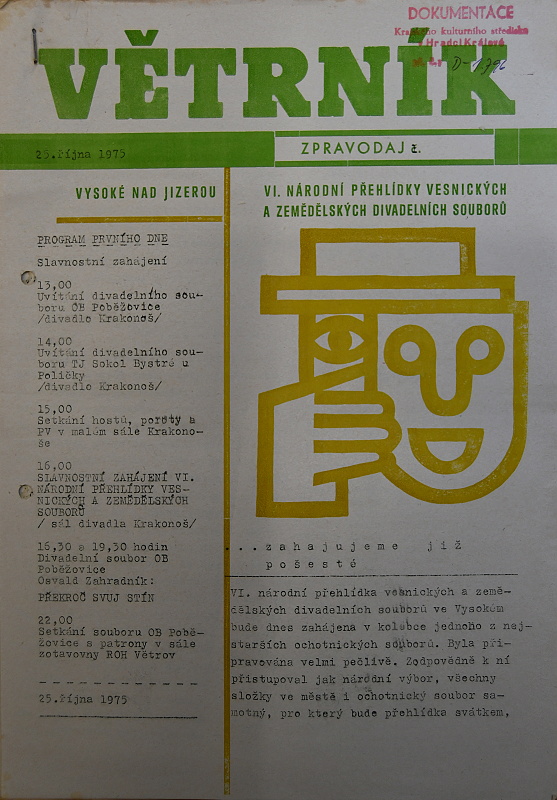 DOKUMENTACE
Krajského kulturního střediska
v Hradci Králové
VĚTRNÍK
25.října 1975
ZPRAVODAJ č.
VYSOKÉ NAD JIZEROU
VI. NÁRODNÍ PŘEHLÍDKY VESNICKÝCH
A ZEMĚDĚLSKÝCH DIVADELNÍCH SOUBORŮ
PROGRAM PRVNÍHO DNE
Slavnostní zahájení
13,00
Uvítání divadelního sou-
boru OB Poběžovice
/divadlo Krakonoš/
14,00
Uvítání divadelního sou-
boru TJ Sokol Bystré u
Poličky
/divadlo Krakonoš/
15,00
Setkání hostů, poroty a
PV v malém sále Krakono-
še
16,00
SLAVNOSTNÍ ZAHÁJENÍ VI.
NÁRODNÍ PŘEHLÍDKY VES-
NICKÝCH A ZEMĚDĚLSKÝCH
SOUBORŮ
/ sál divadla Krakonoš/
16,30 a 19,30 hodin
Divadelní soubor OB
Poběžovice
Osvald Zahradník:
PŘEKROČ SVUJ STÍN
22,00
Setkání souboru OB Pobě-
žovice s patrony v sále
zotavovny ROH Větrov
25.října 1975
...zahajujeme již
pošesté
VI. národní přehlídka vesnických a země-
dělských divadelních souborů ve Vysokém
bude dnes zahájena v kolébce jednoho z nej-
starších ochotnických souborů. Byla při-
pravována velmi pečlivě. Zodpovědně k ní
přistupoval jak národní výbor, všechny
složky ve městě i ochotnický soubor sa-
motný, pro který bude přehlídka svátkem,